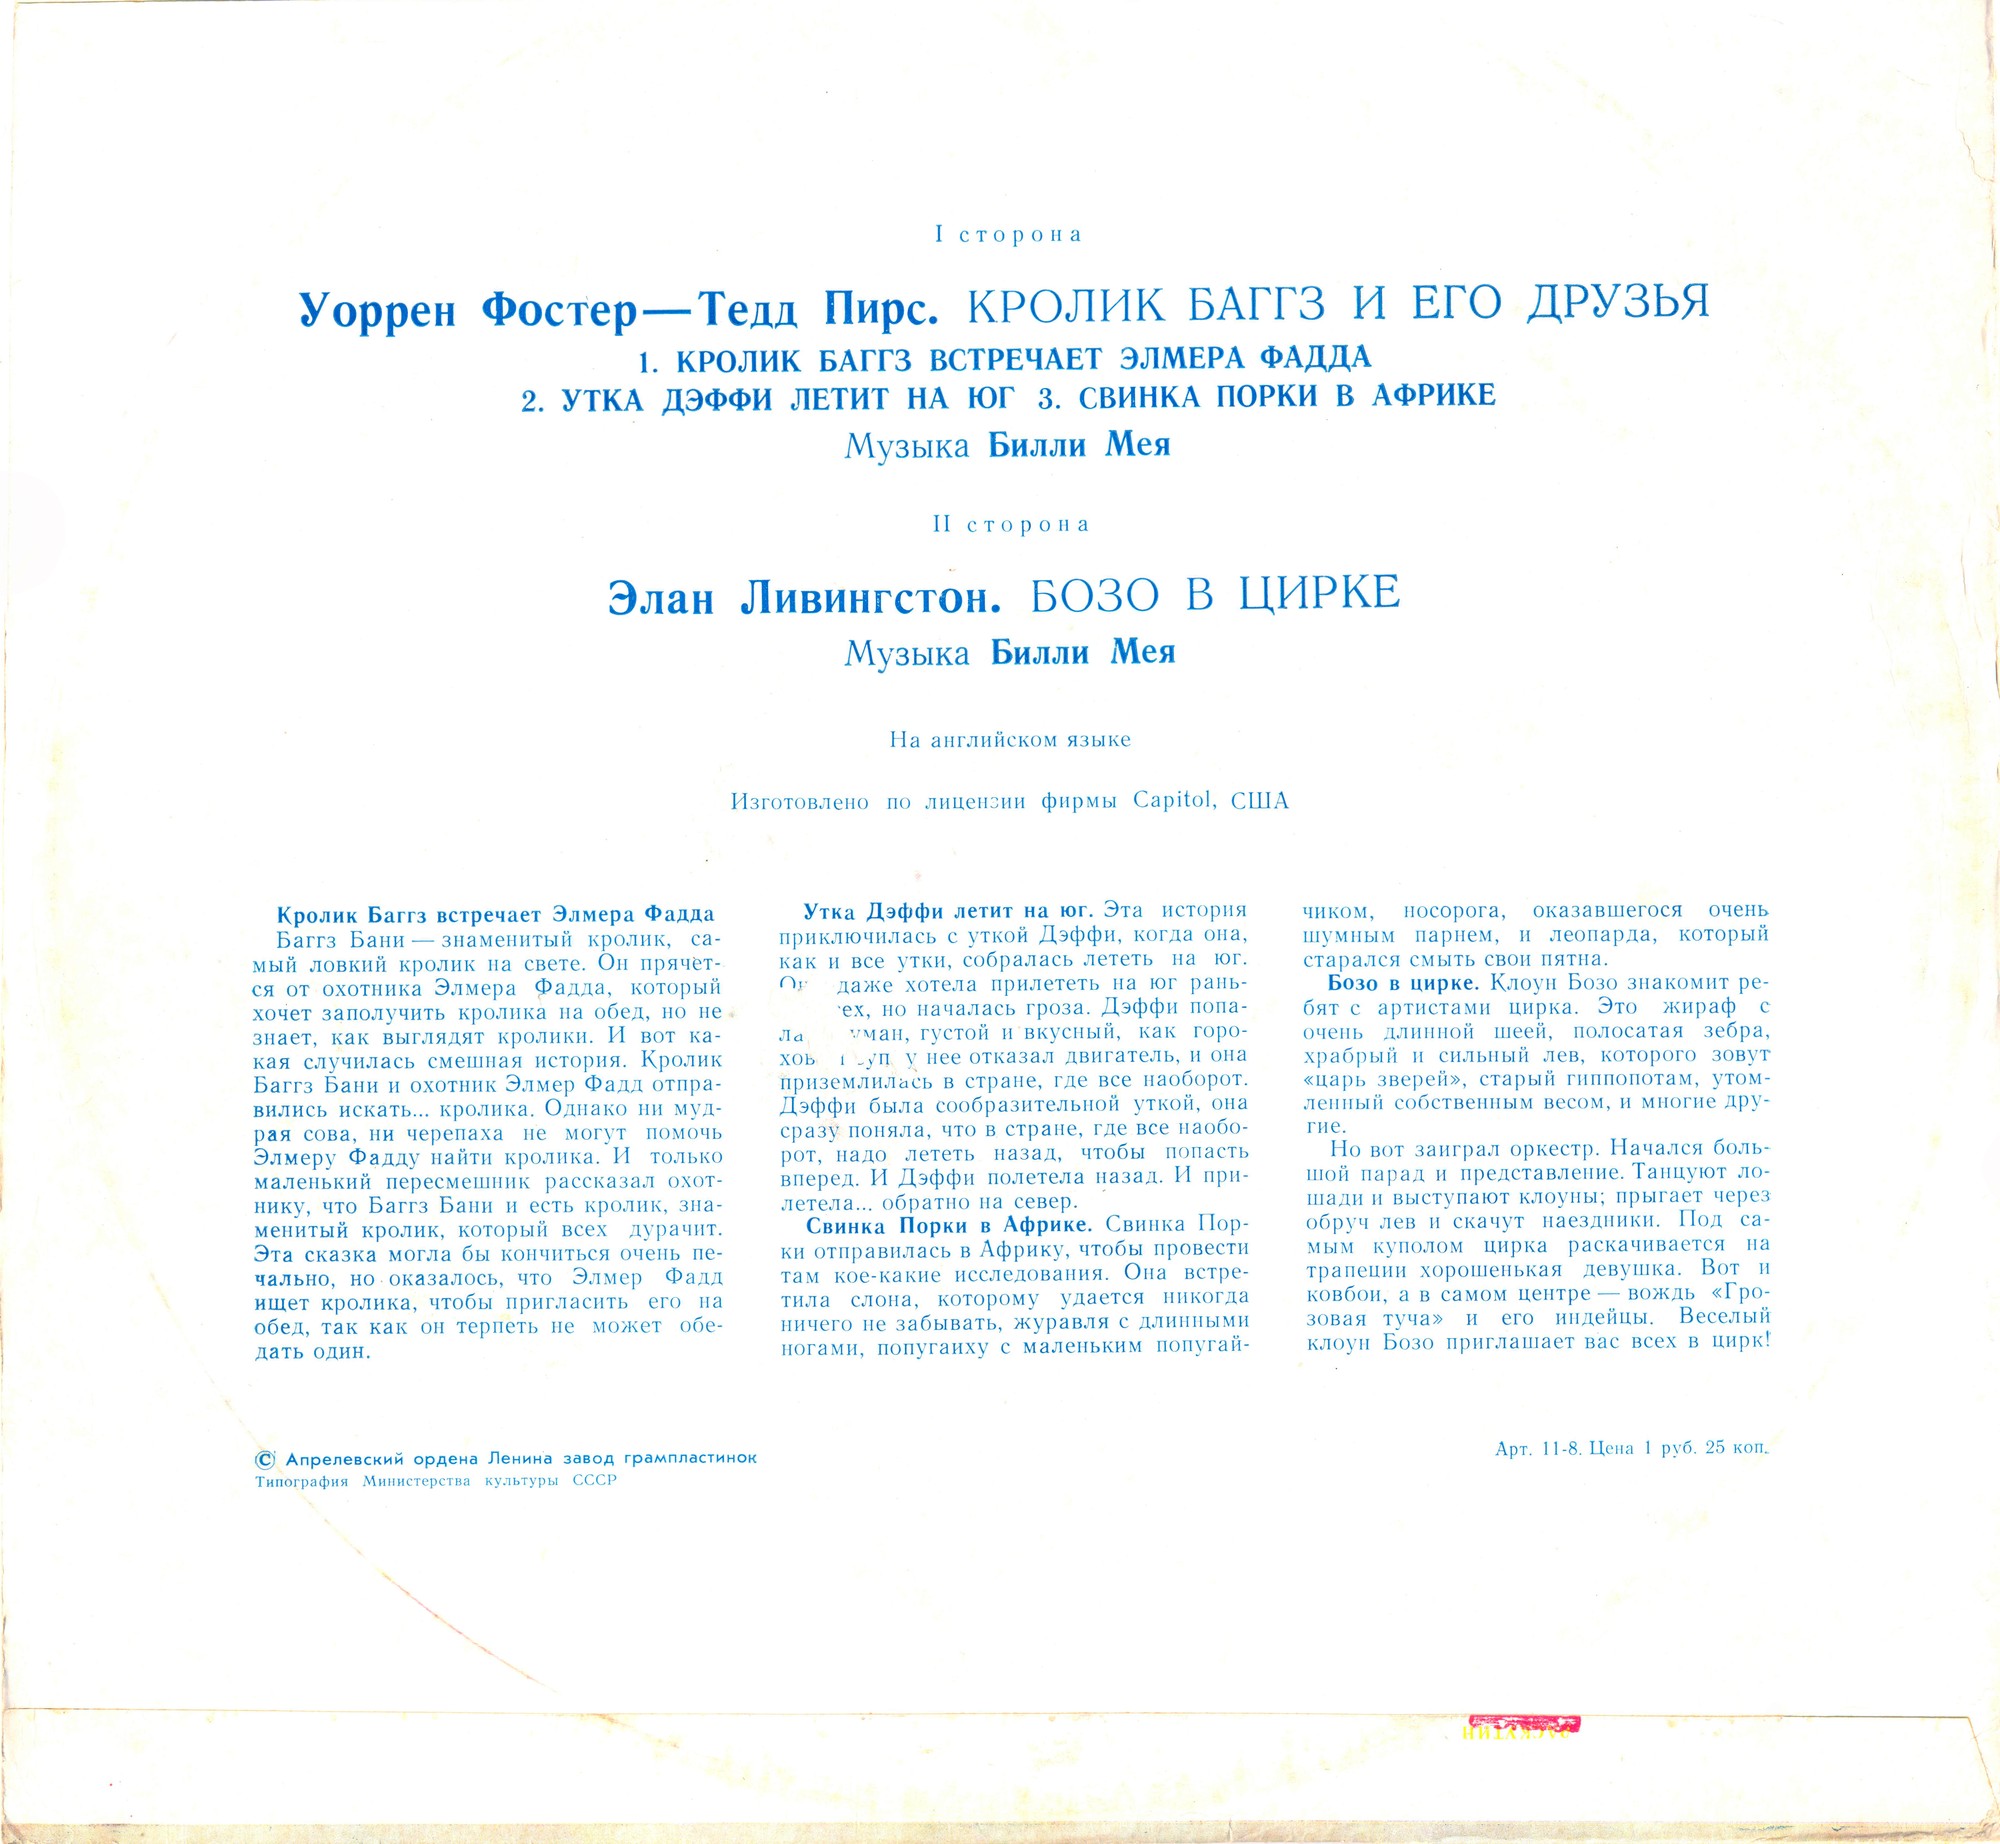 I сторона
Уоррен Фостер—Тедд Пирс. КРОЛИК БАГГЗ И ЕГО ДРУЗЬЯ
1. КРОЛИК БАГГЗ ВСТРЕЧАЕТ ЭЛМЕРА ФАДДА
2. УТКА ДЭФФИ ЛЕТИТ НА ЮГ 3. СВИНКА ПОРКИ В АФРИКЕ
Музыка Билли Мея
II сторона
Элан Ливингстон. БОЗО В ЦИРКЕ
Музыка Билли Мея
На английском языке
Изготовлено по лицензии фирмы Capitol, США
Кролик Баггз встречает Элмера Фадда
Баггз Бани — знаменитый кролик, са-
мый ловкий кролик на свете. Он прячет-
ся от охотника Элмера Фадда, который
хочет заполучить кролика на обед, но не
знает, как выглядят кролики. И вот ка-
кая случилась смешная история. Кролик
Баггз Бани и охотник Элмер Фадд отпра-
вились искать... кролика. Однако ни муд-
рая сова, ни черепаха не могут помочь
Элмеру Фадду найти кролика. И только
маленький пересмешник рассказал охот-
нику, что Баггз Бани и есть кролик, зна-
менитый кролик, который всех дурачит.
Эта сказка могла бы кончиться очень пе-
чально, но оказалось, что Элмер Фадд
ищет кролика, чтобы пригласить его на
обед, так как он терпеть не может обе-
дать один.
Утка Дэффи летит на юг. Эта история
приключилась с уткой Дэффи, когда она,
как и все утки, собралась лететь на юг.
даже хотела прилететь на юг рань-
но началась гроза. Дэффи попа-
ла густой и вкусный, как горо-
у нее отказал двигатель, и она
приземлилась в стране, где все наоборот.
Дэффи была сообразительной уткой, она
сразу поняла, что в стране, где все наобо-
рот, надо лететь назад, чтобы попасть
вперед. И Дэффи полетела назад. И при-
летела... обратно на север.
Свинка Порки в Африке. Свинка Пор-
ки отправилась в Африку, чтобы провести
там кое-какие исследования. Она встре-
тила слона, которому удается никогда
ничего не забывать, журавля с длинными
ногами, попугаиху с маленьким попугай-
чиком, носорога, оказавшегося очень
шумным парнем, и леопарда, который
старался смыть свои пятна.
Бозо в цирке. Клоун Бозо знакомит ре-
бят с артистами цирка. Это жираф с
очень длинной шеей, полосатая зебра,
храбрый и сильный лев, которого зовут
«царь зверей», старый гиппопотам, утом-
ленный собственным весом, и многие дру-
гие.
Но вот заиграл оркестр. Начался боль-
шой парад и представление. Танцуют ло-
шади и выступают клоуны; прыгает через
обруч лев и скачут наездники. Под са-
мым куполом цирка раскачивается на
трапеции хорошенькая девушка. Вот и
ковбои, а в самом центре — вождь «Гро-
зовая туча» и его индейцы. Веселый
клоун Бозо приглашает вас всех в цирк!
© Апрелевский ордена Ленина завод грампластинок
Типография Министерства культуры СССР
Арт. 11-8. Цена 1 руб. 25 коп.